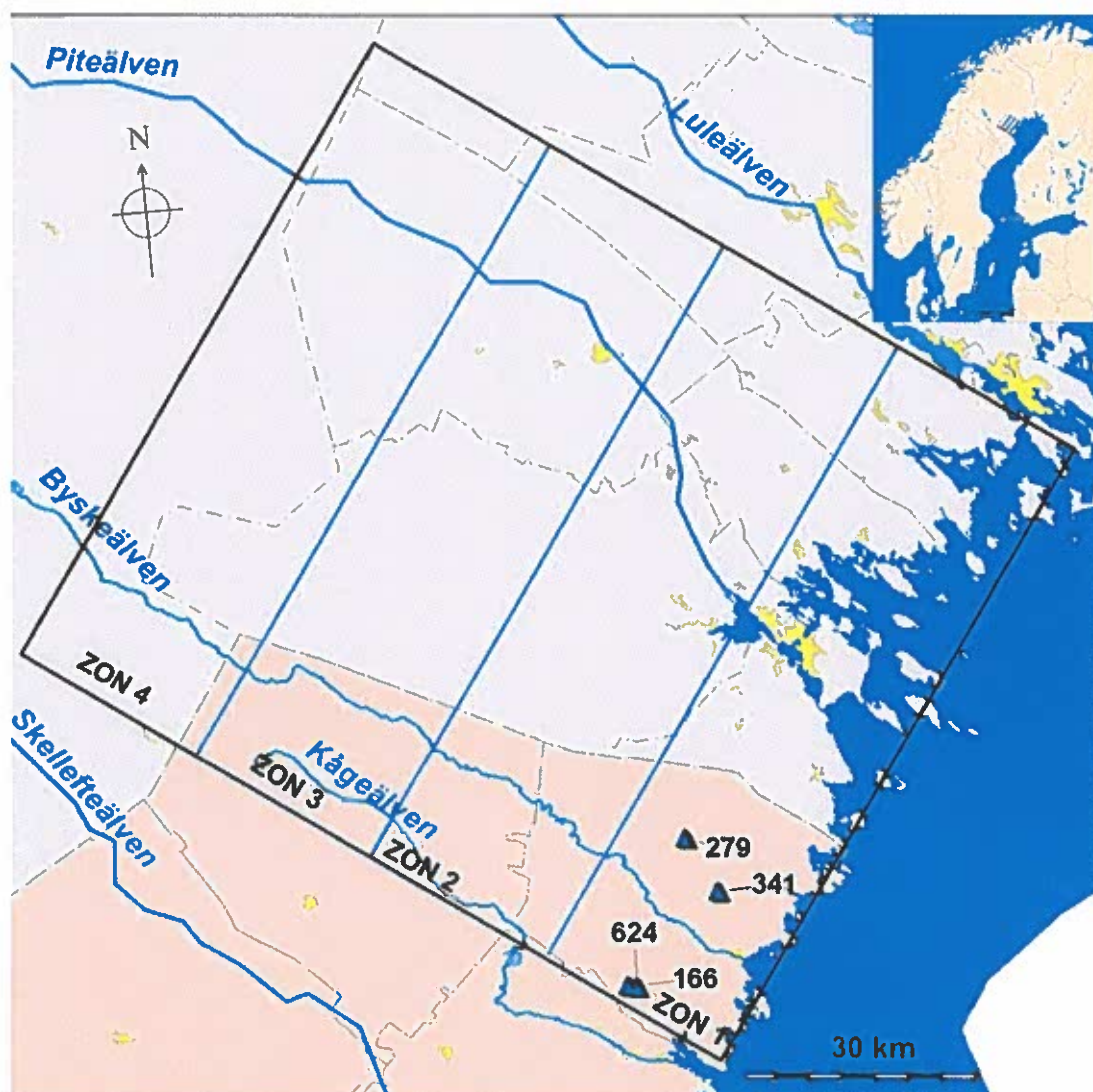 Piteälven
Luleälven
N
Byskeälven
ZON 4
Skellefteälven
Kågeälven
ZON 3
ZON 2
279
341
624
166
ZON 1
30 km